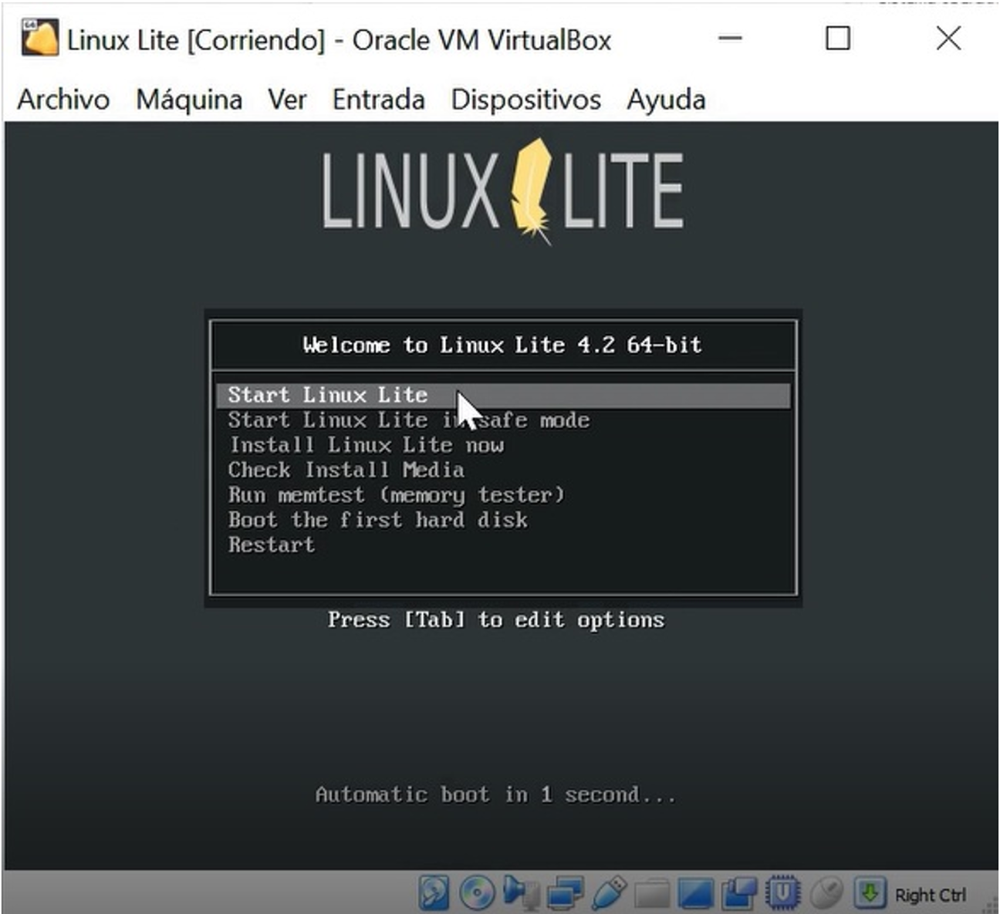 Linux Lite [Corriendo] - Oracle VM VirtualBox
Archivo Máquina Ver Entrada Dispositivos Ayuda
LINUX LITE
Welcome to Linux Lite 4.2 64-bit
Start Linux Lite
Start Linux Lite in safe mode
Install Linux Lite now
Check Install Media
Run memtest (memory tester)
Boot the first hard disk
Restart
Press [Tab] to edit options
Automatic boot in 1 second...
Right Ctrl